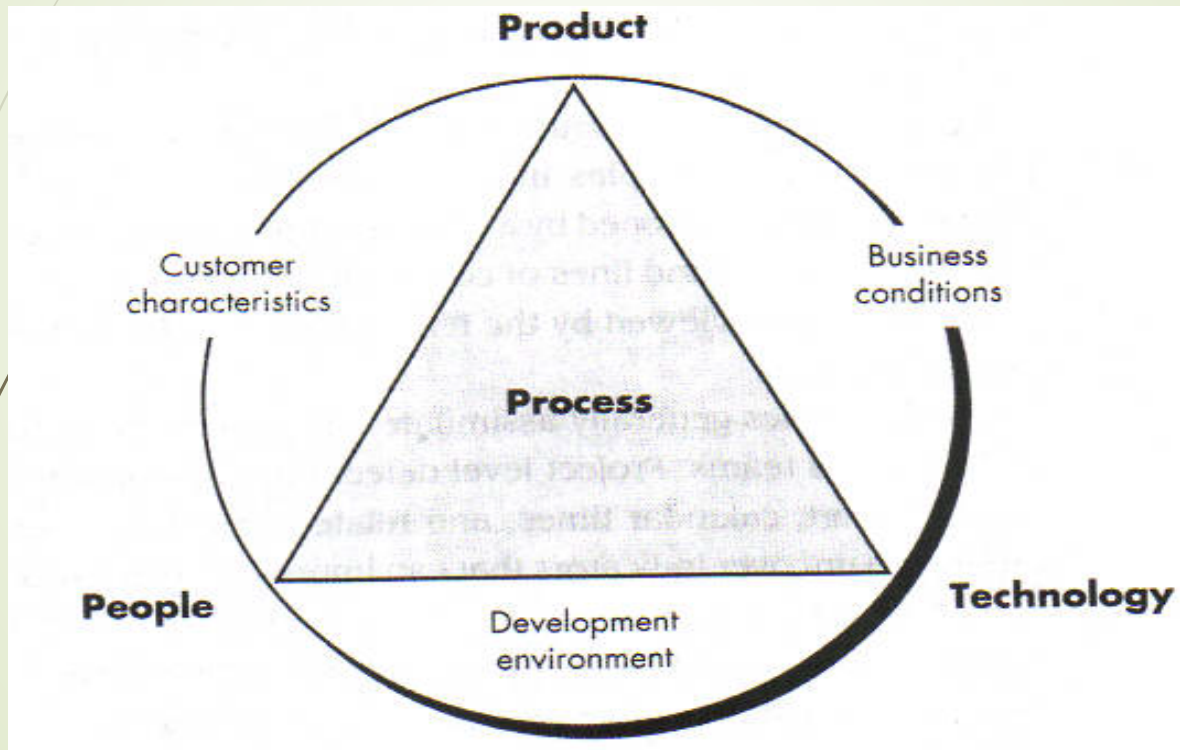 Product
Customer
characteristics
Business
conditions
Process
People
Technology
Development
environment